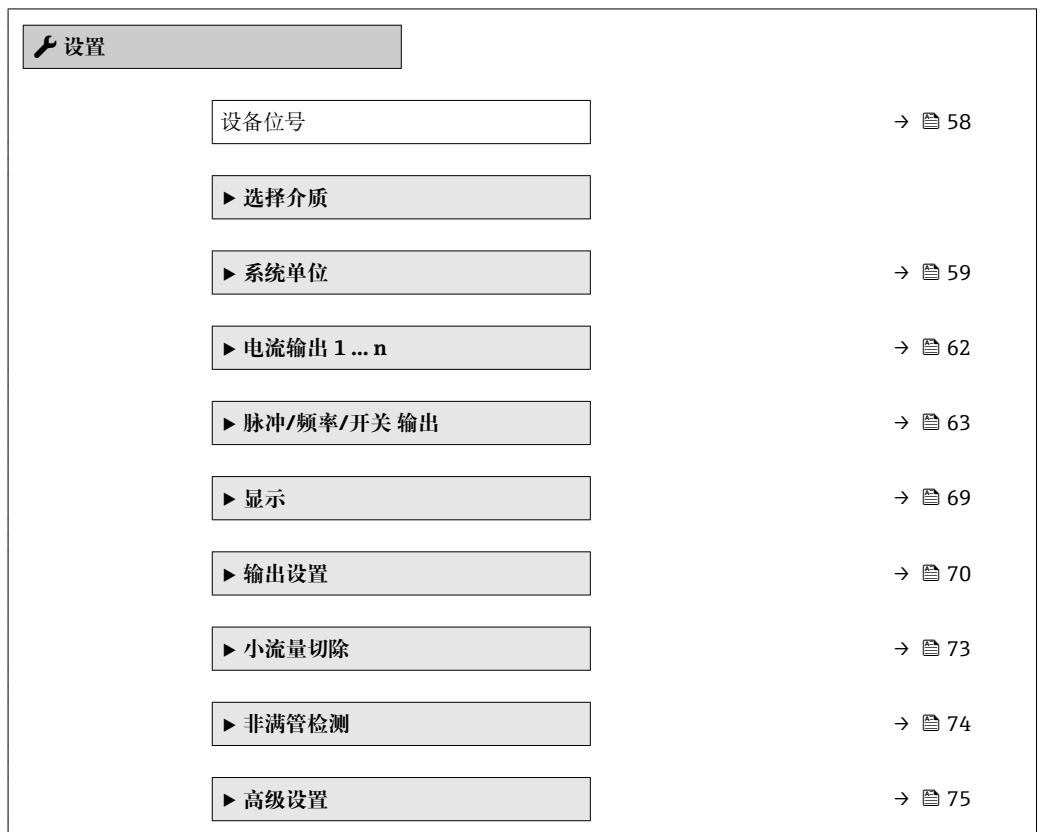 设置
设备位号 → 58
▶ 选择介质
▶ 系统单位 → 59
▶ 电流输出 1 ... n → 62
▶ 脉冲/频率/开关 输出 → 63
▶ 显示 → 69
▶ 输出设置 → 70
▶ 小流量切除 → 73
▶ 非满管检测 → 74
▶ 高级设置 → 75